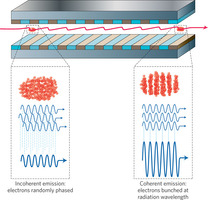 Incoherent emission:
electrons randomly phased
Coherent emission:
electrons bunched at
radiation wavelength